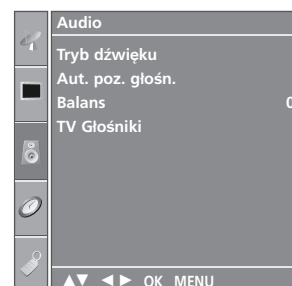 Audio
Tryb dźwięku
Aut. poz. głośn.
Balans 0
TV Głośniki
▲▼ ◄► OK MENU